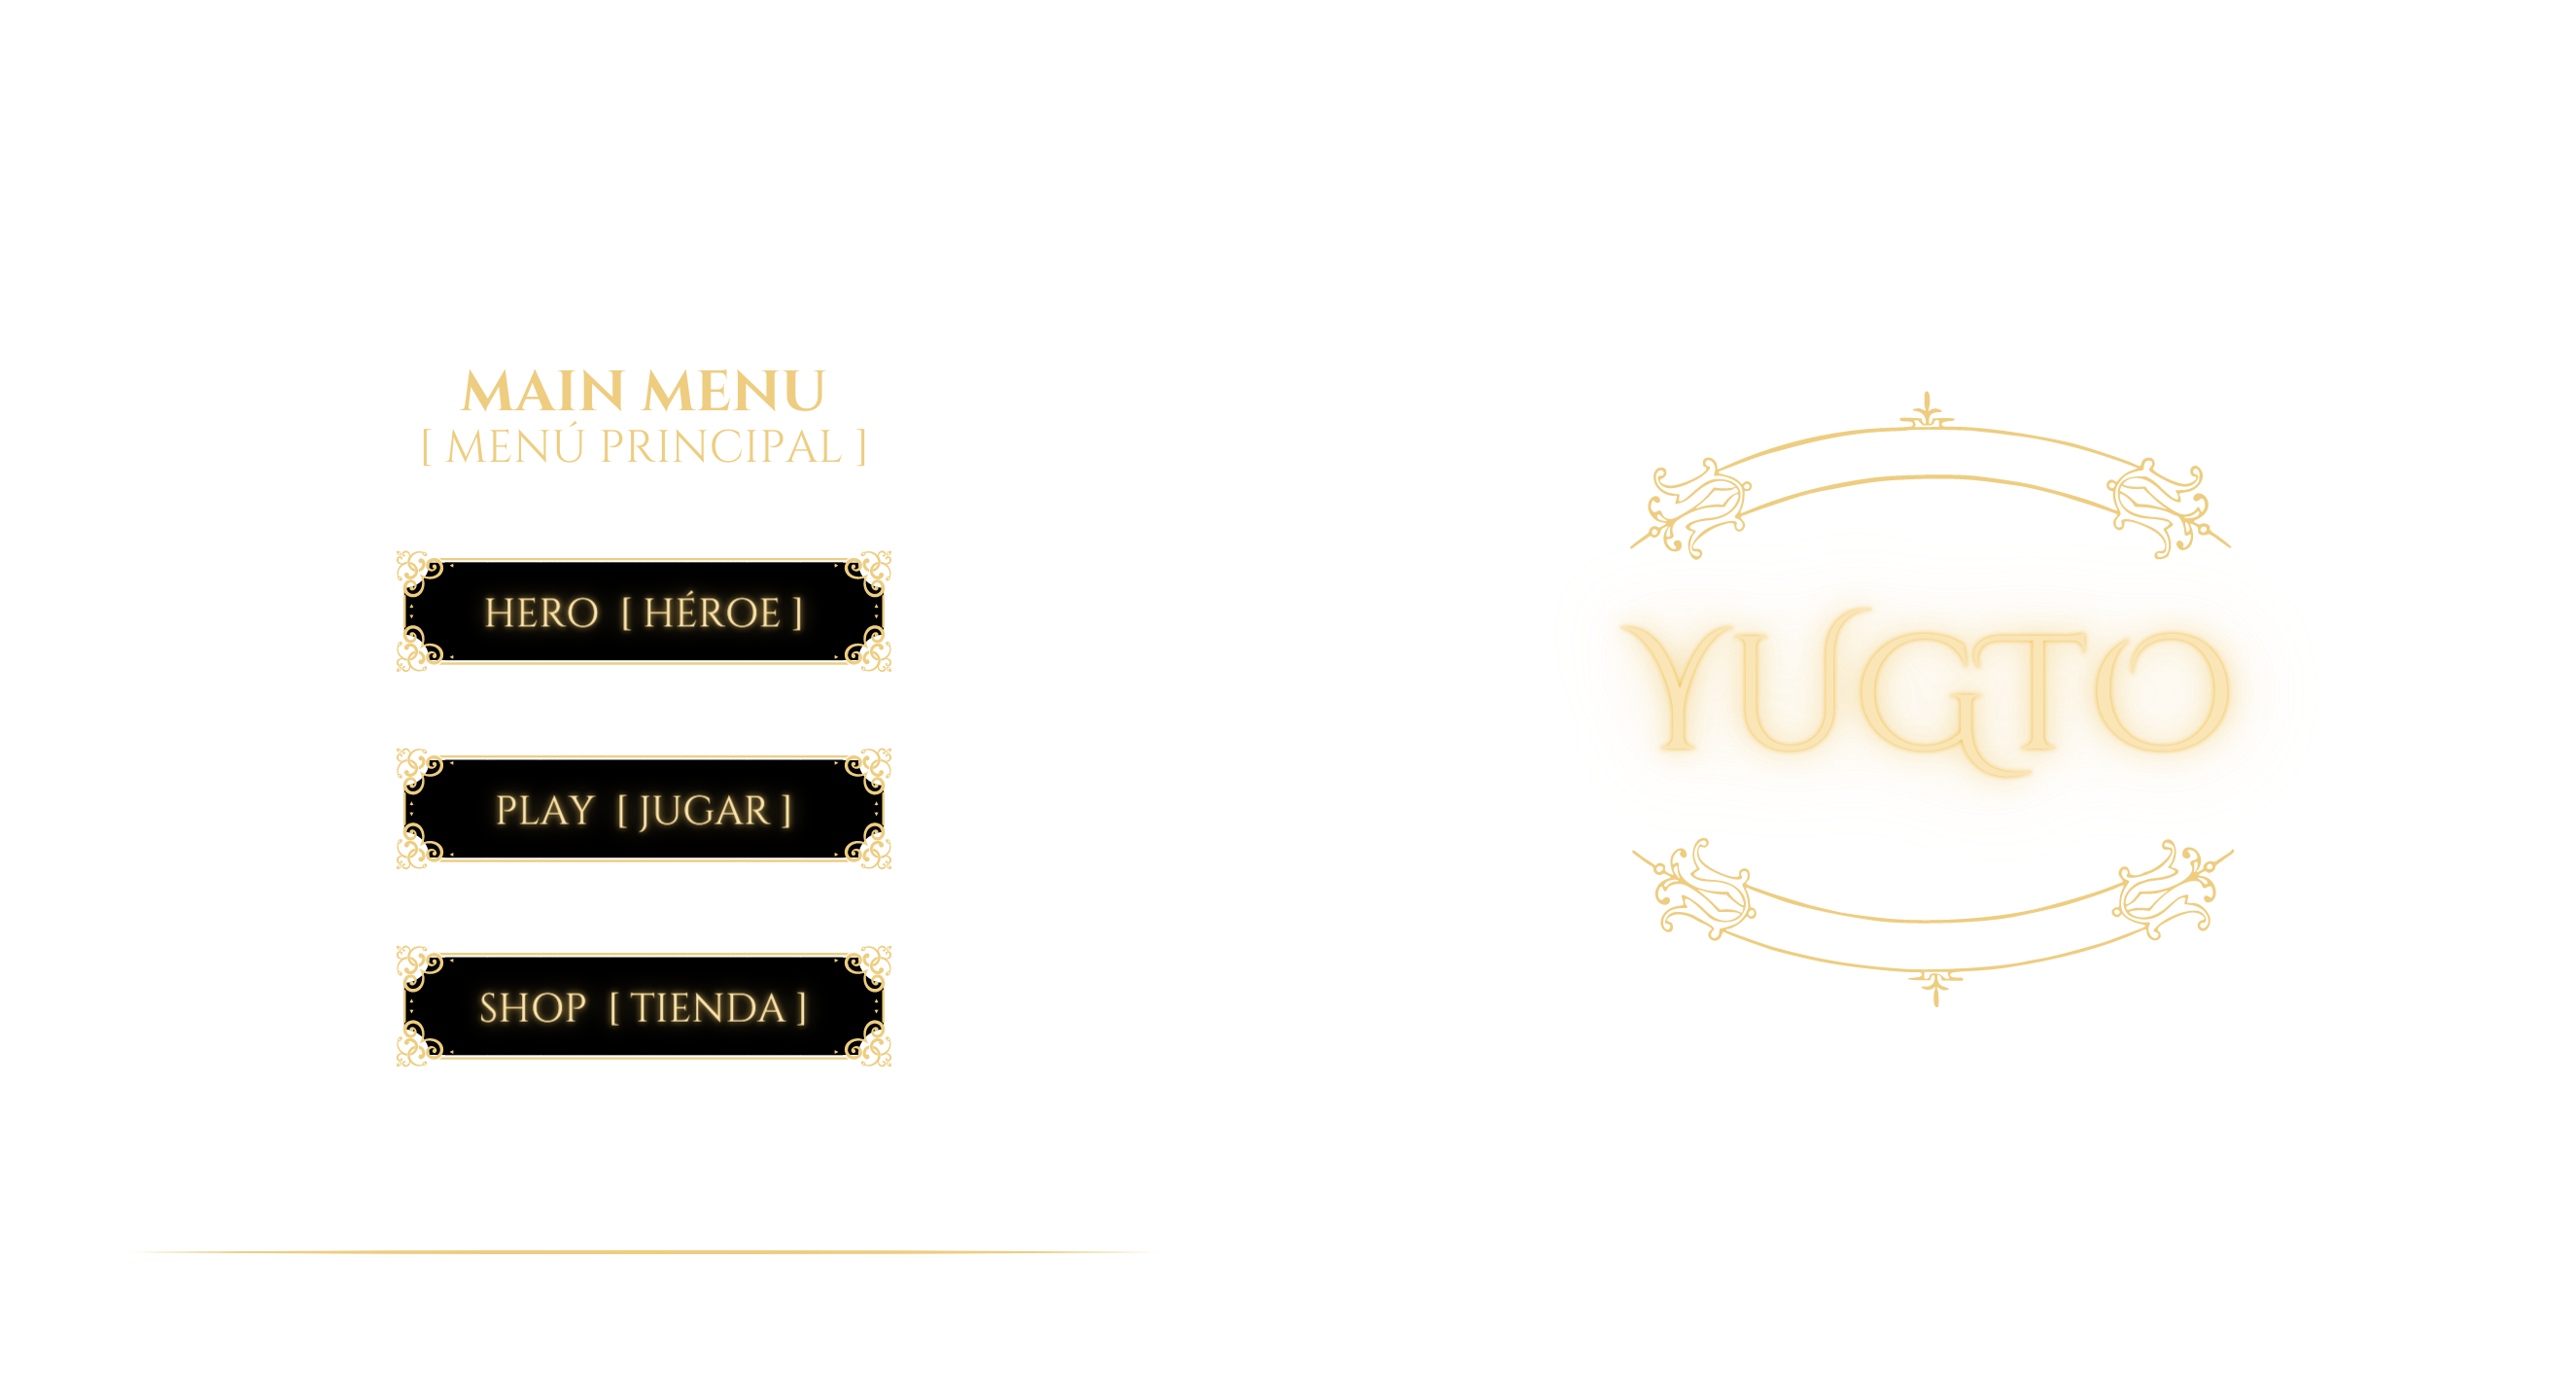 MAIN MENU
[ MENÚ PRINCIPAL ]
HERO [ HÉROE ]
PLAY [ JUGAR ]
SHOP [ TIENDA ]
YUGTO